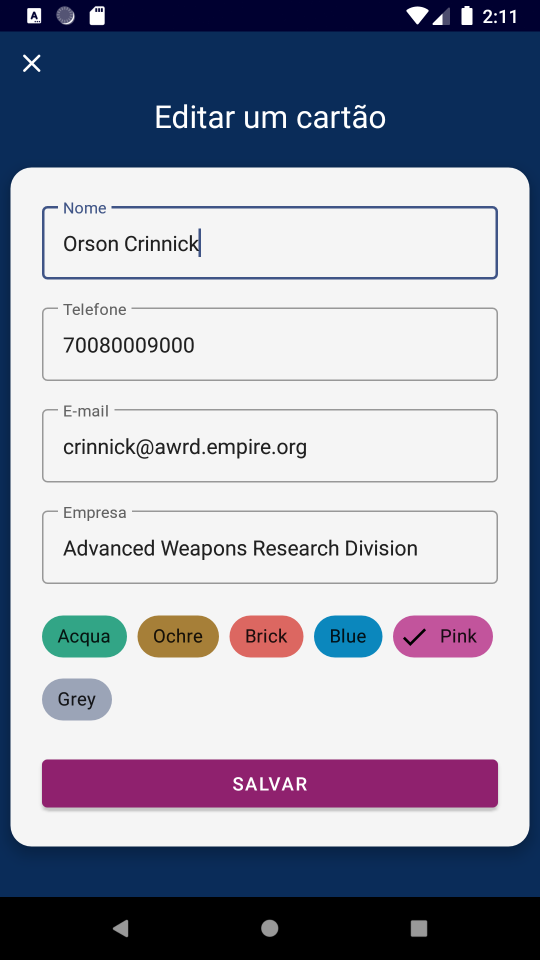 2:11
Editar um cartão
Nome
Orson Crinnick
Telefone
70080009000
E-mail
crinnick@awrd.empire.org
Empresa
Advanced Weapons Research Division
Acqua Ochre Brick Blue Pink
Grey
SALVAR